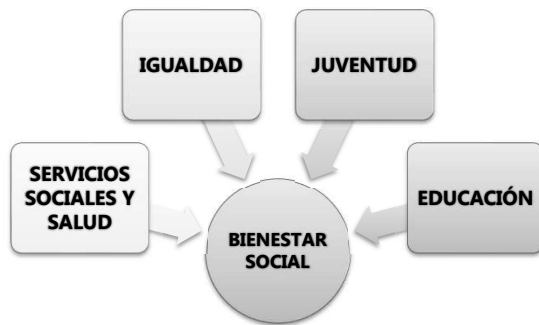 IGUALDAD
JUVENTUD
SERVICIOS
SOCIALES Y
SALUD
EDUCACIÓN
BIENESTAR
SOCIAL